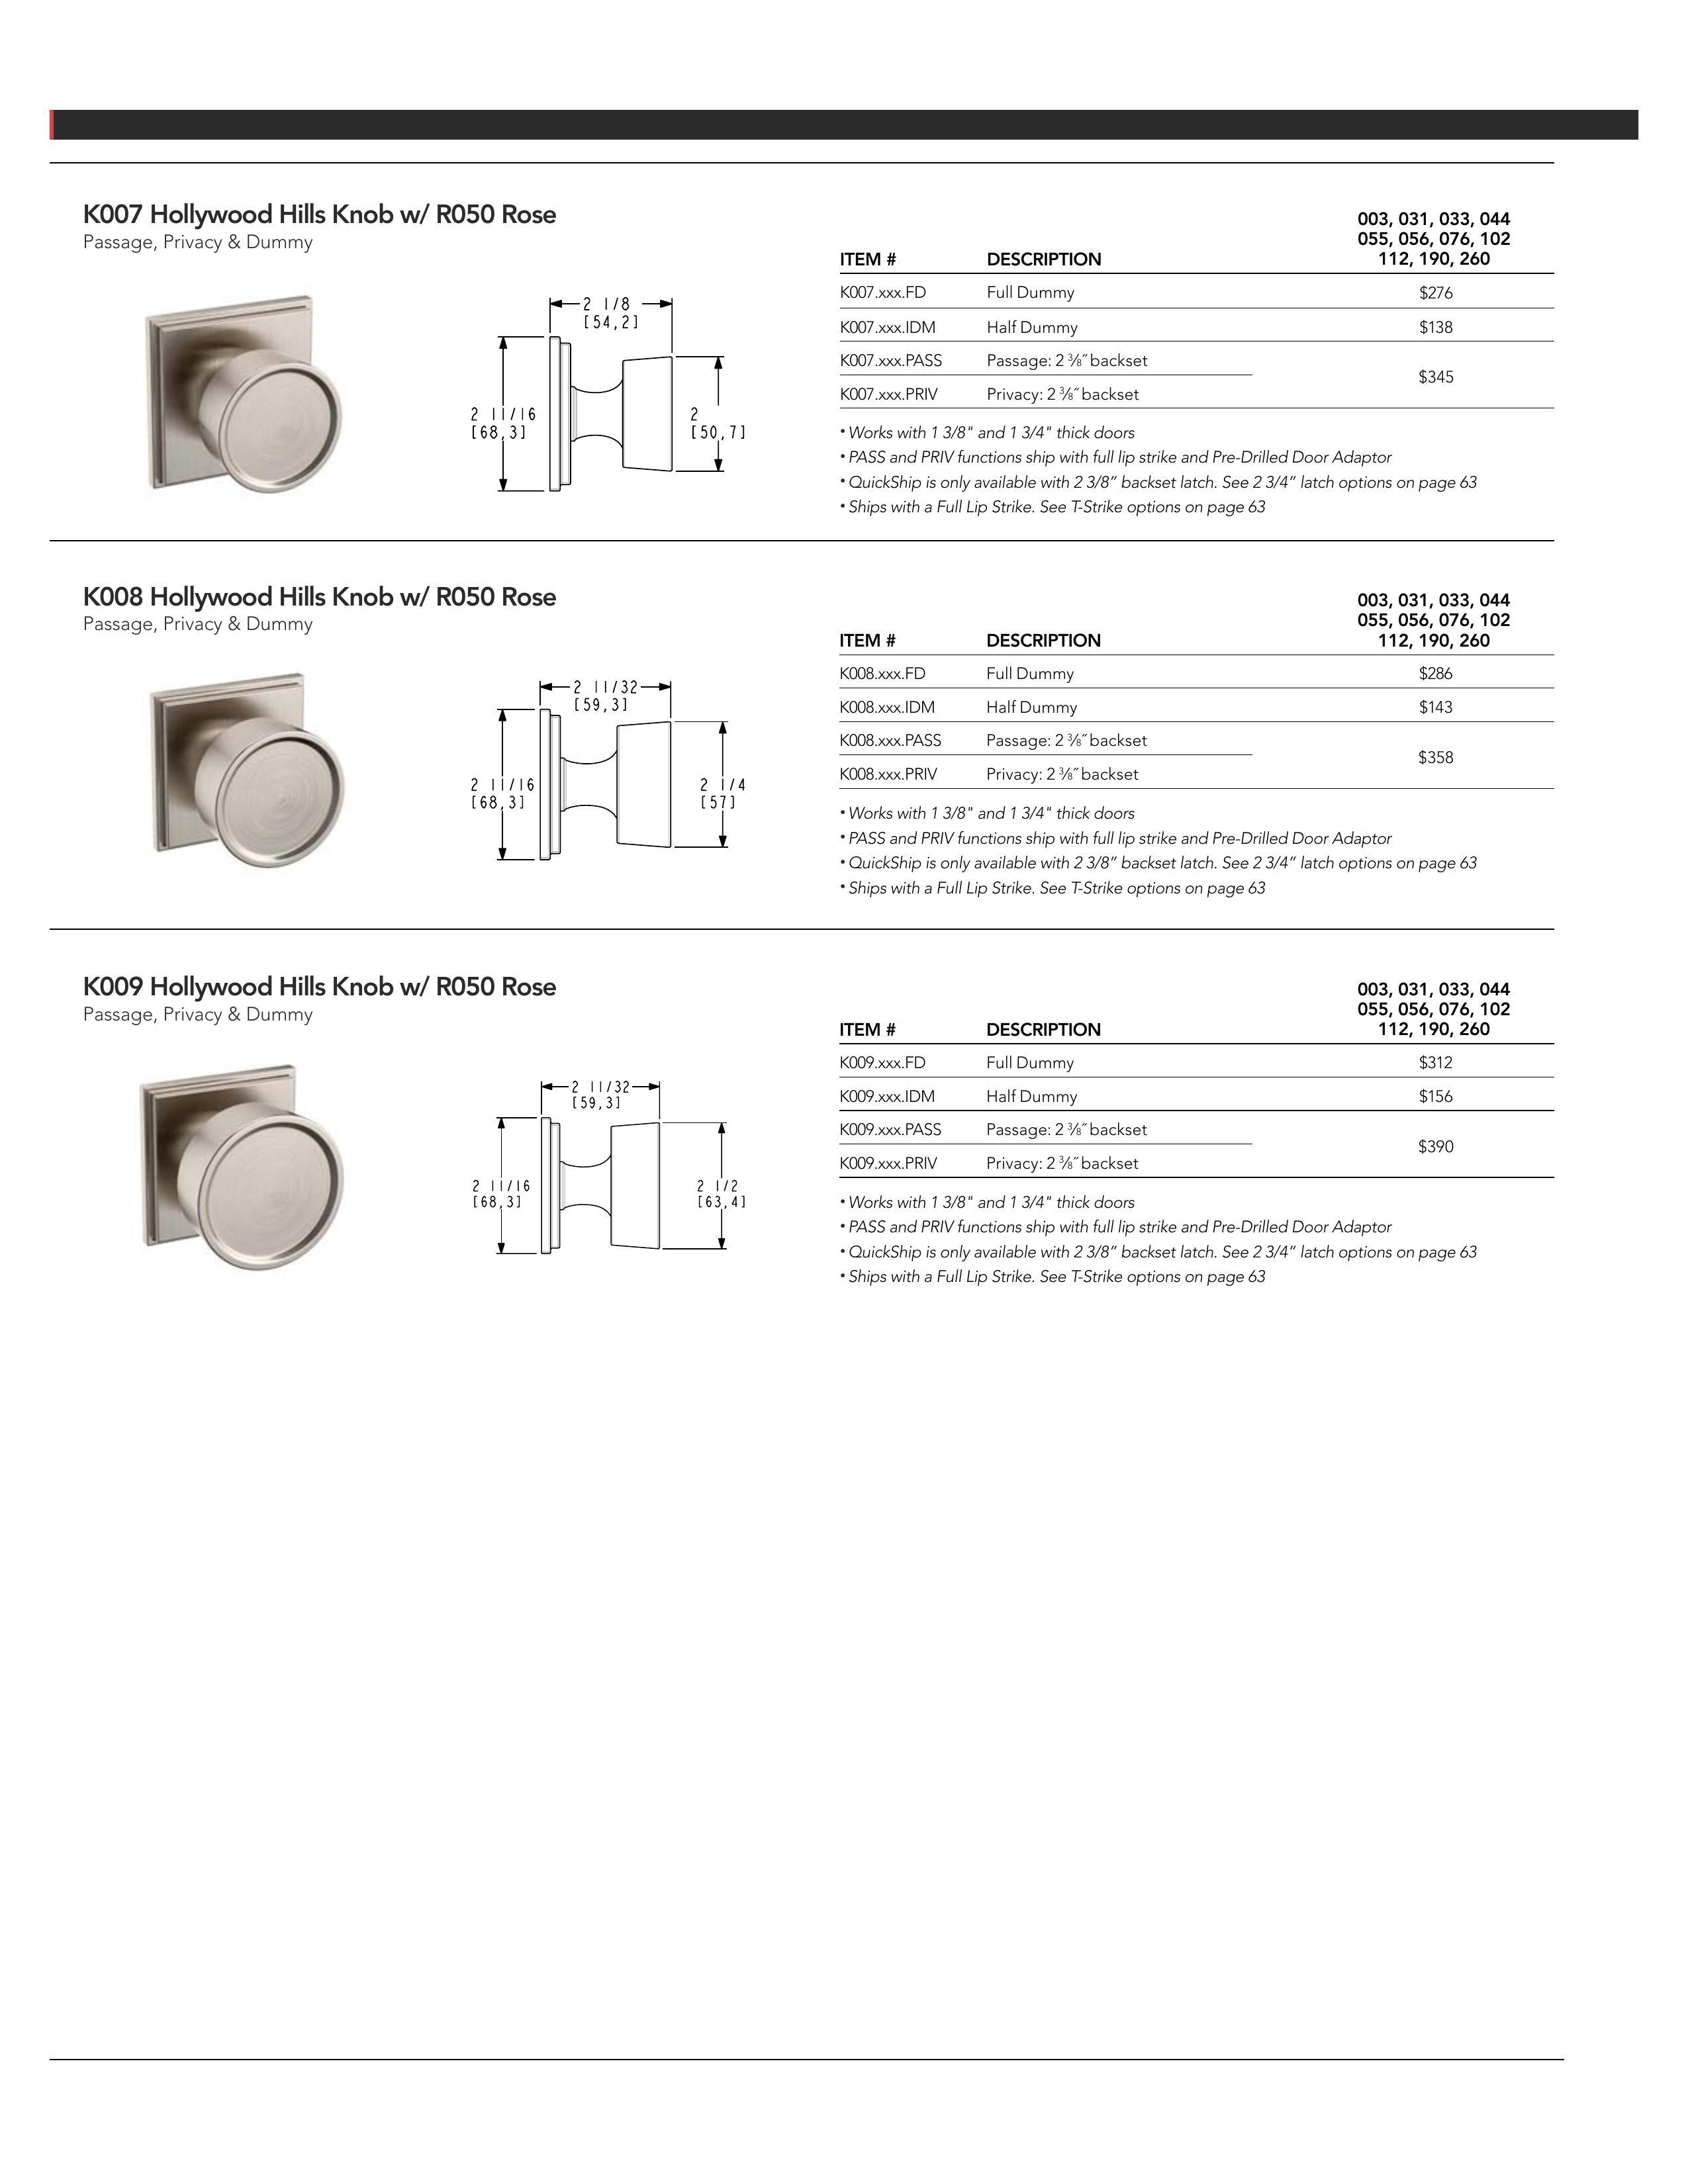 K007 Hollywood Hills Knob w/ R050 Rose
Passage, Privacy & Dummy
2 1/8
[54,2]
2 11/16
[68,3]
2
[50,7]
003, 031, 033, 044
055, 056, 076, 102
ITEM # DESCRIPTION 112, 190, 260
K007.xxx.FD Full Dummy $276
K007.xxx.IDM Half Dummy $138
K007.xxx.PASS Passage: 2 ⅜˝ backset
$345
K007.xxx.PRIV Privacy: 2 ⅜˝ backset
• Works with 1 3/8" and 1 3/4" thick doors
• PASS and PRIV functions ship with full lip strike and Pre-Drilled Door Adaptor
• QuickShip is only available with 2 3/8” backset latch. See 2 3/4” latch options on page 63
• Ships with a Full Lip Strike. See T-Strike options on page 63
K008 Hollywood Hills Knob w/ R050 Rose
Passage, Privacy & Dummy
2 11/32
[59,3]
2 11/16
[68,3]
2 1/4
[57]
003, 031, 033, 044
055, 056, 076, 102
ITEM # DESCRIPTION 112, 190, 260
K008.xxx.FD Full Dummy $286
K008.xxx.IDM Half Dummy $143
K008.xxx.PASS Passage: 2 ⅜˝ backset
$358
K008.xxx.PRIV Privacy: 2 ⅜˝ backset
• Works with 1 3/8" and 1 3/4" thick doors
• PASS and PRIV functions ship with full lip strike and Pre-Drilled Door Adaptor
• QuickShip is only available with 2 3/8” backset latch. See 2 3/4” latch options on page 63
• Ships with a Full Lip Strike. See T-Strike options on page 63
K009 Hollywood Hills Knob w/ R050 Rose
Passage, Privacy & Dummy
2 11/32
[59,3]
2 11/16
[68,3]
2 1/2
[63,4]
003, 031, 033, 044
055, 056, 076, 102
ITEM # DESCRIPTION 112, 190, 260
K009.xxx.FD Full Dummy $312
K009.xxx.IDM Half Dummy $156
K009.xxx.PASS Passage: 2 ⅜˝ backset
$390
K009.xxx.PRIV Privacy: 2 ⅜˝ backset
• Works with 1 3/8" and 1 3/4" thick doors
• PASS and PRIV functions ship with full lip strike and Pre-Drilled Door Adaptor
• QuickShip is only available with 2 3/8” backset latch. See 2 3/4” latch options on page 63
• Ships with a Full Lip Strike. See T-Strike options on page 63